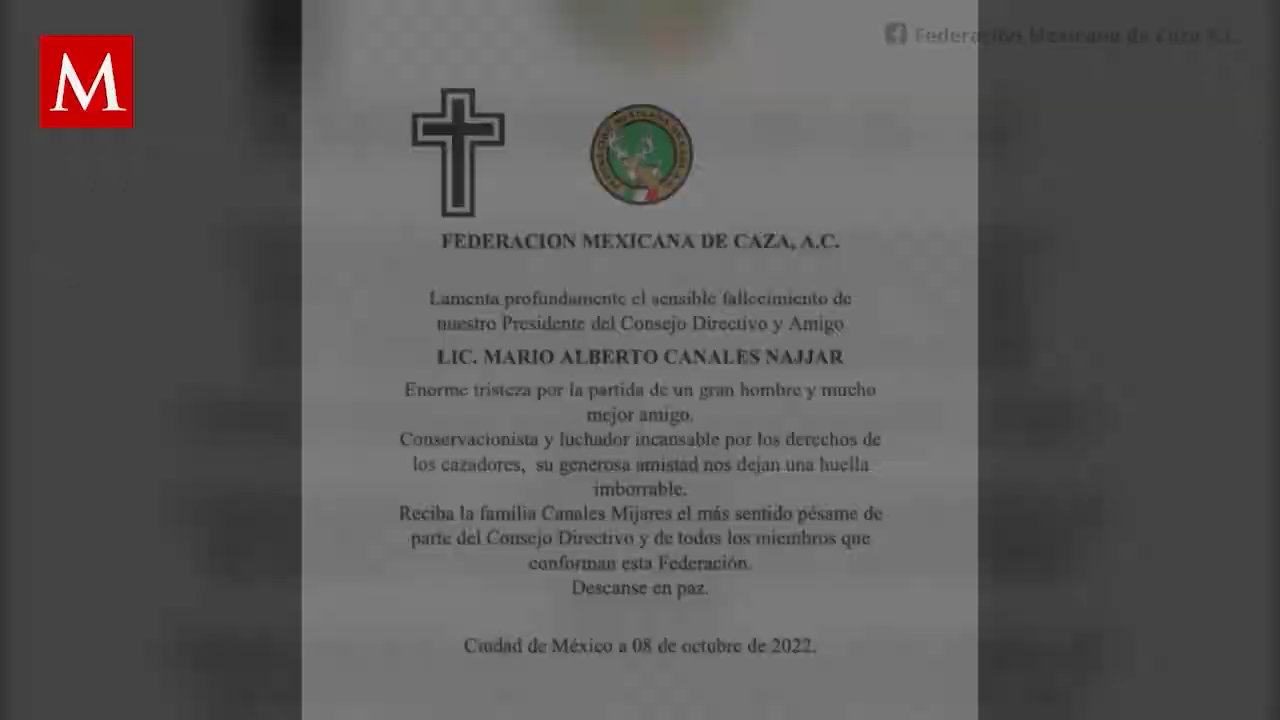 M
Federación Mexicana de Caza A.C.
FEDERACION MEXICANA DE CAZA, A.C.
Lamenta profundamente el sensible fallecimiento de
nuestro Presidente del Consejo Directivo y Amigo
LIC. MARIO ALBERTO CANALES NAJJAR
Enorme tristeza por la partida de un gran hombre y mucho
mejor amigo.
Conservacionista y luchador incansable por los derechos de
los cazadores, su generosa amistad nos dejan una huella
imborrable.
Reciba la familia Canales Mijares el más sentido pésame de
parte del Consejo Directivo y de todos los miembros que
conforman esta Federación.
Descanse en paz.
Ciudad de México a 08 de octubre de 2022.